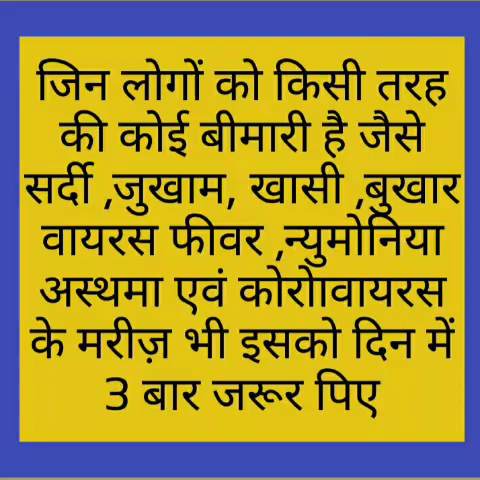 जिन लोगों को किसी तरह
की कोई बीमारी है जैसे
सर्दी ,जुखाम, खासी ,बुखार
वायरस फीवर ,न्युमोनिया
अस्थमा एवं कोरोावायरस
के मरीज़ भी इसको दिन में
3 बार जरूर पिए